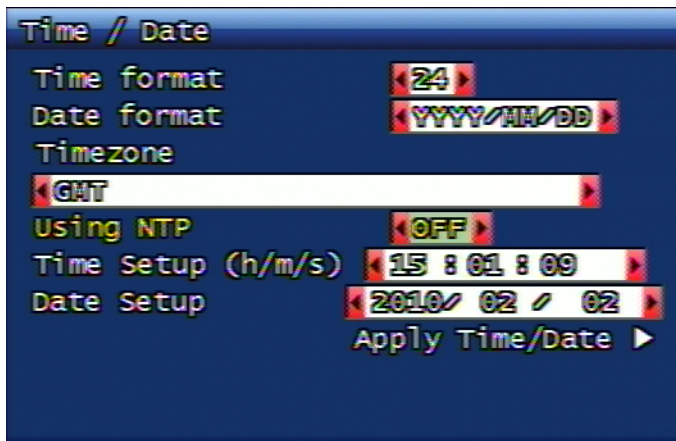 Time / Date
Time format 24
Date format YYYY/MM/DD
Timezone
GMT
Using NTP OFF
Time Setup (h/m/s) 15 : 01 : 09
Date Setup 2010/ 02 / 02
Apply Time/Date